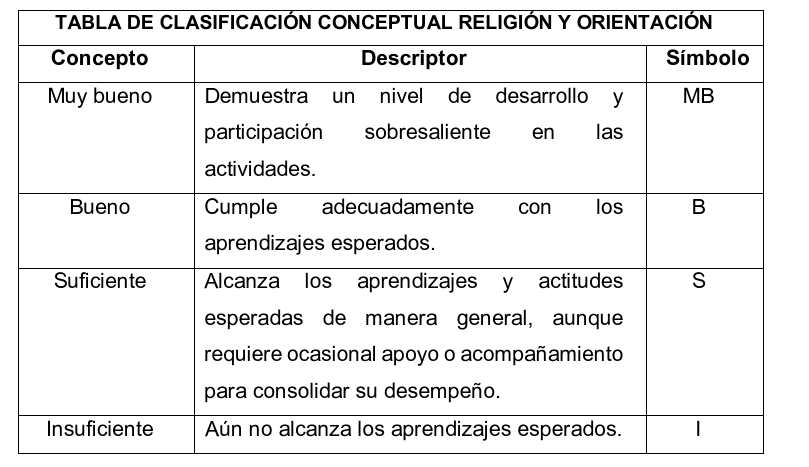 TABLA DE CLASIFICACIÓN CONCEPTUAL RELIGIÓN Y ORIENTACIÓN
Concepto Descriptor Símbolo
Muy bueno Demuestra un nivel de desarrollo y MB
participación sobresaliente en las
actividades.
Bueno Cumple adecuadamente con los B
aprendizajes esperados.
Suficiente Alcanza los aprendizajes y actitudes S
esperadas de manera general, aunque
requiere ocasional apoyo o acompañamiento
para consolidar su desempeño.
Insuficiente Aún no alcanza los aprendizajes esperados. I